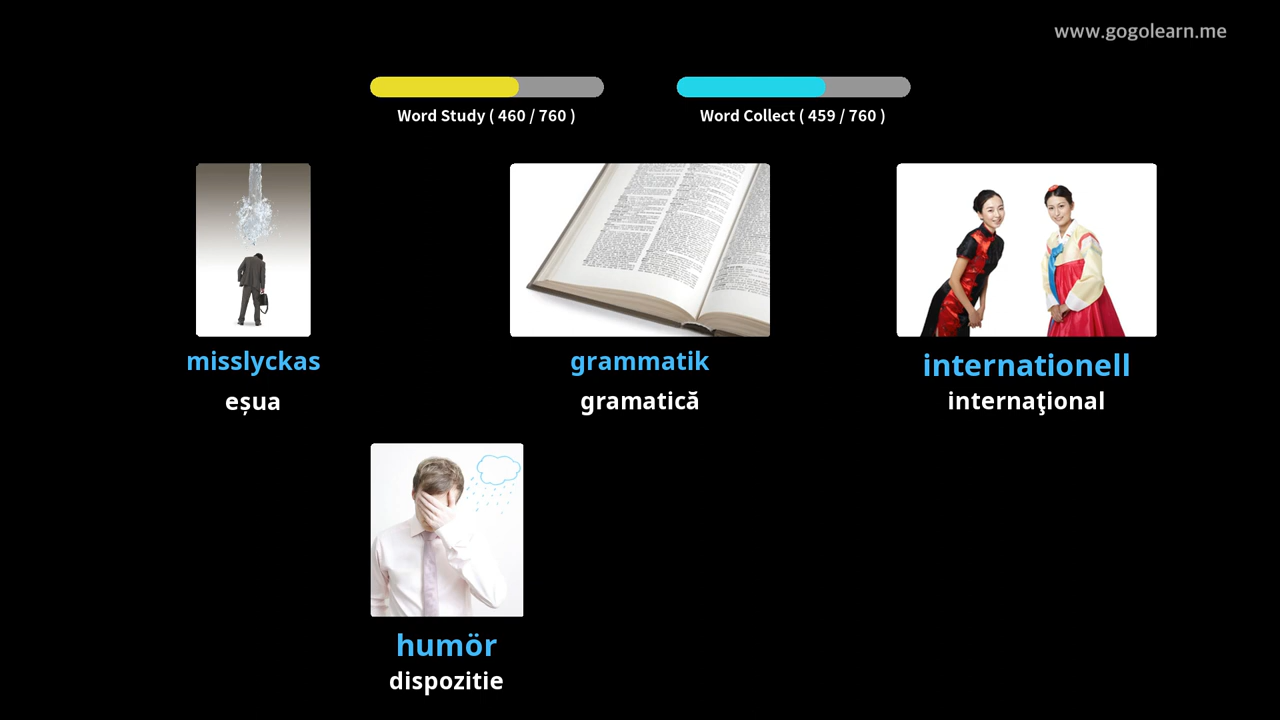 www.gogolearn.me
Word Study ( 460 / 760 )
Word Collect ( 459 / 760 )
misslyckas
eșua
grammatik
gramatică
internationell
internaţional
humör
dispozitie